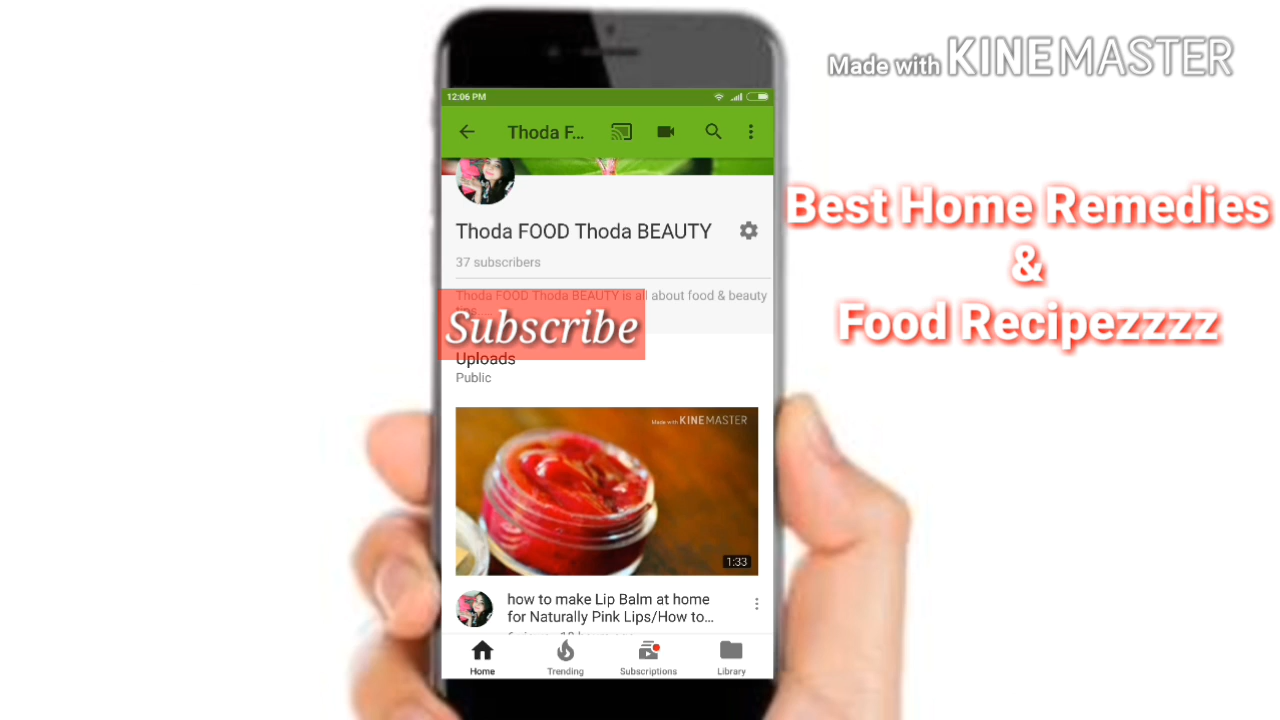 Made with KINEMASTER
12:06 PM
Thoda F...
Best Home Remedies
&
Food Recipezzzz
Thoda FOOD Thoda BEAUTY
37 subscribers
Thoda FOOD Thoda BEAUTY is all about food & beauty
Subscribe
Uploads
Public
Made with KINEMASTER
1:33
how to make Lip Balm at home
for Naturally Pink Lips/How to...
Home Trending Subscriptions Library